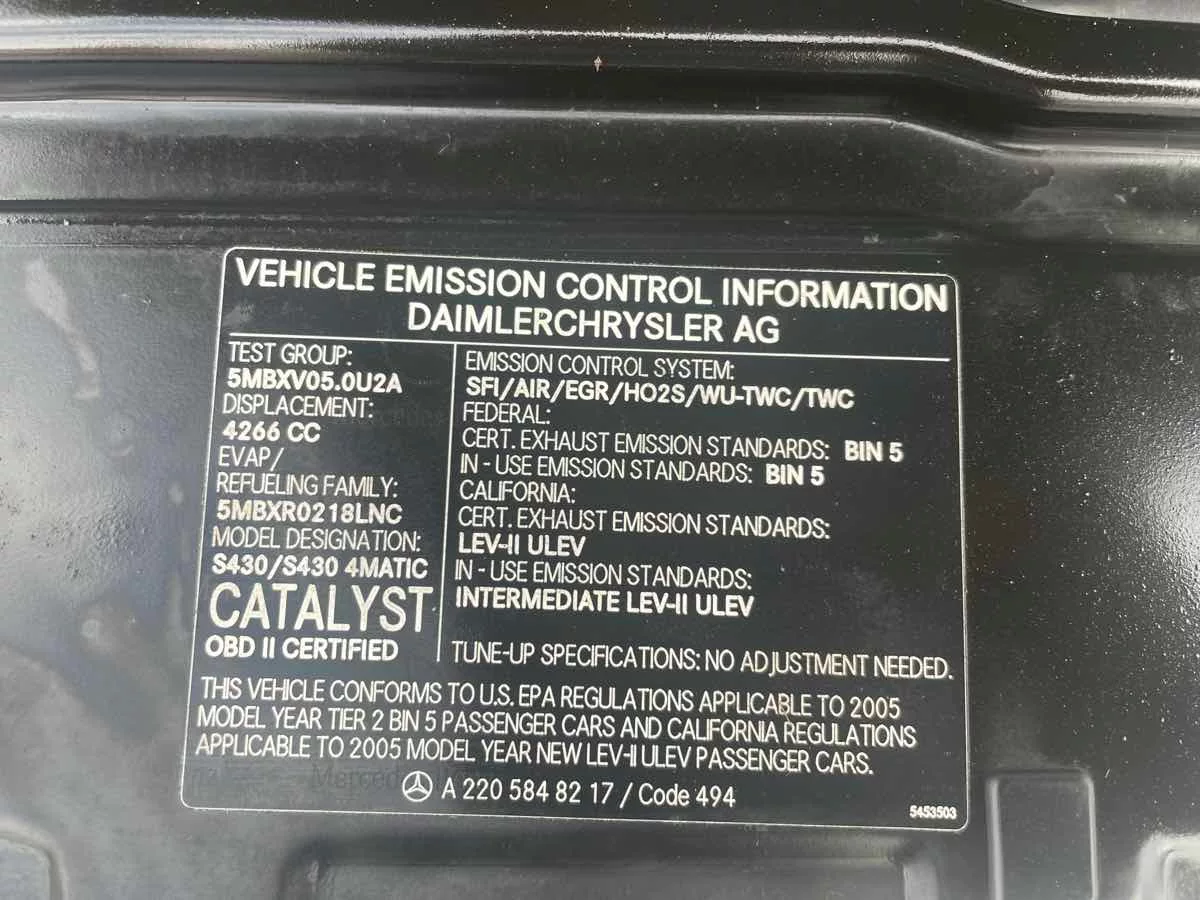 VEHICLE EMISSION CONTROL INFORMATION
DAIMLERCHRYSLER AG
TEST GROUP:
5MBXV05.0U2A
DISPLACEMENT:
4266 CC
EVAP/
REFUELING FAMILY:
5MBXR0218LNC
MODEL DESIGNATION:
S430/S430 4MATIC
CATALYST
OBD II CERTIFIED
EMISSION CONTROL SYSTEM:
SFI/AIR/EGR/HO2S/WU-TWC/TWC
FEDERAL:
CERT. EXHAUST EMISSION STANDARDS: BIN 5
IN - USE EMISSION STANDARDS: BIN 5
CALIFORNIA:
CERT. EXHAUST EMISSION STANDARDS:
LEV-II ULEV
IN - USE EMISSION STANDARDS:
INTERMEDIATE LEV-II ULEV
TUNE-UP SPECIFICATIONS: NO ADJUSTMENT NEEDED.
THIS VEHICLE CONFORMS TO U.S. EPA REGULATIONS APPLICABLE TO 2005
MODEL YEAR TIER 2 BIN 5 PASSENGER CARS AND CALIFORNIA REGULATIONS
APPLICABLE TO 2005 MODEL YEAR NEW LEV-II ULEV PASSENGER CARS.
A 220 584 82 17 / Code 494
5453503